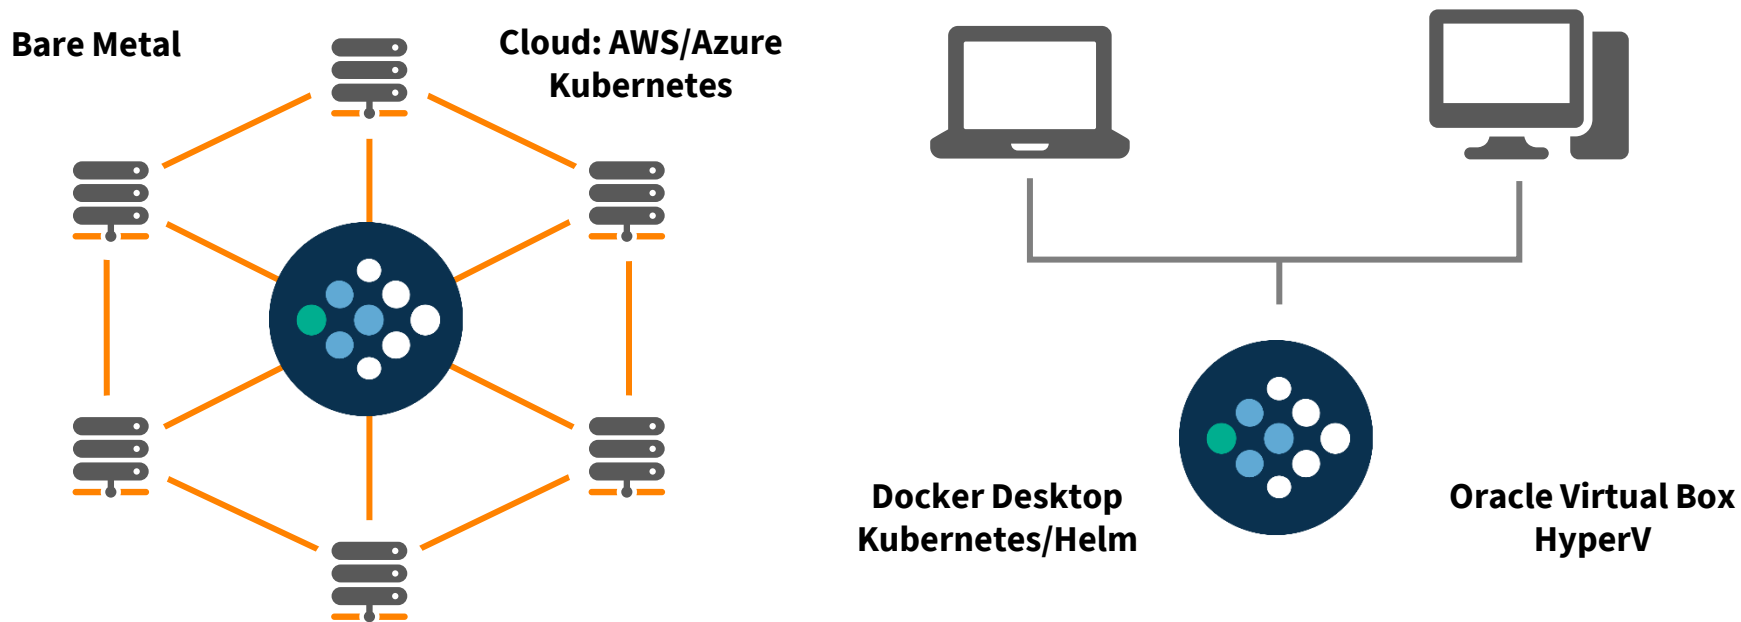 Bare Metal
Cloud: AWS/Azure
Kubernetes
Docker Desktop
Kubernetes/Helm
Oracle Virtual Box
HyperV